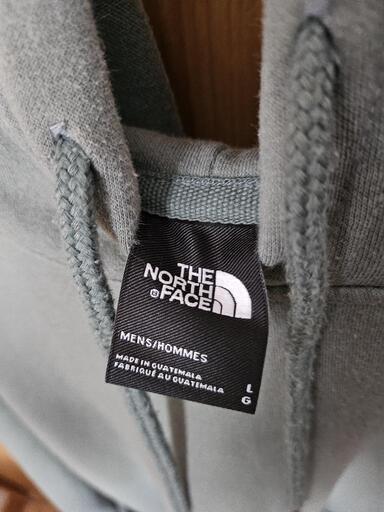 THE
NORTH
FACE
MENS/HOMMES
MADE IN GUATEMALA
FABRIQUÉ AU GUATEMALA
L
G